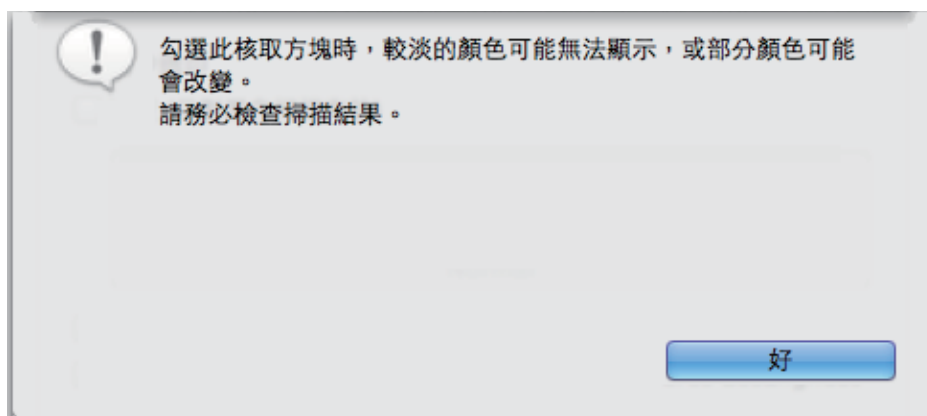 勾選此核取方塊時，較淡的顏色可能無法顯示，或部分顏色可能
會改變。
請務必檢查掃描結果。
好